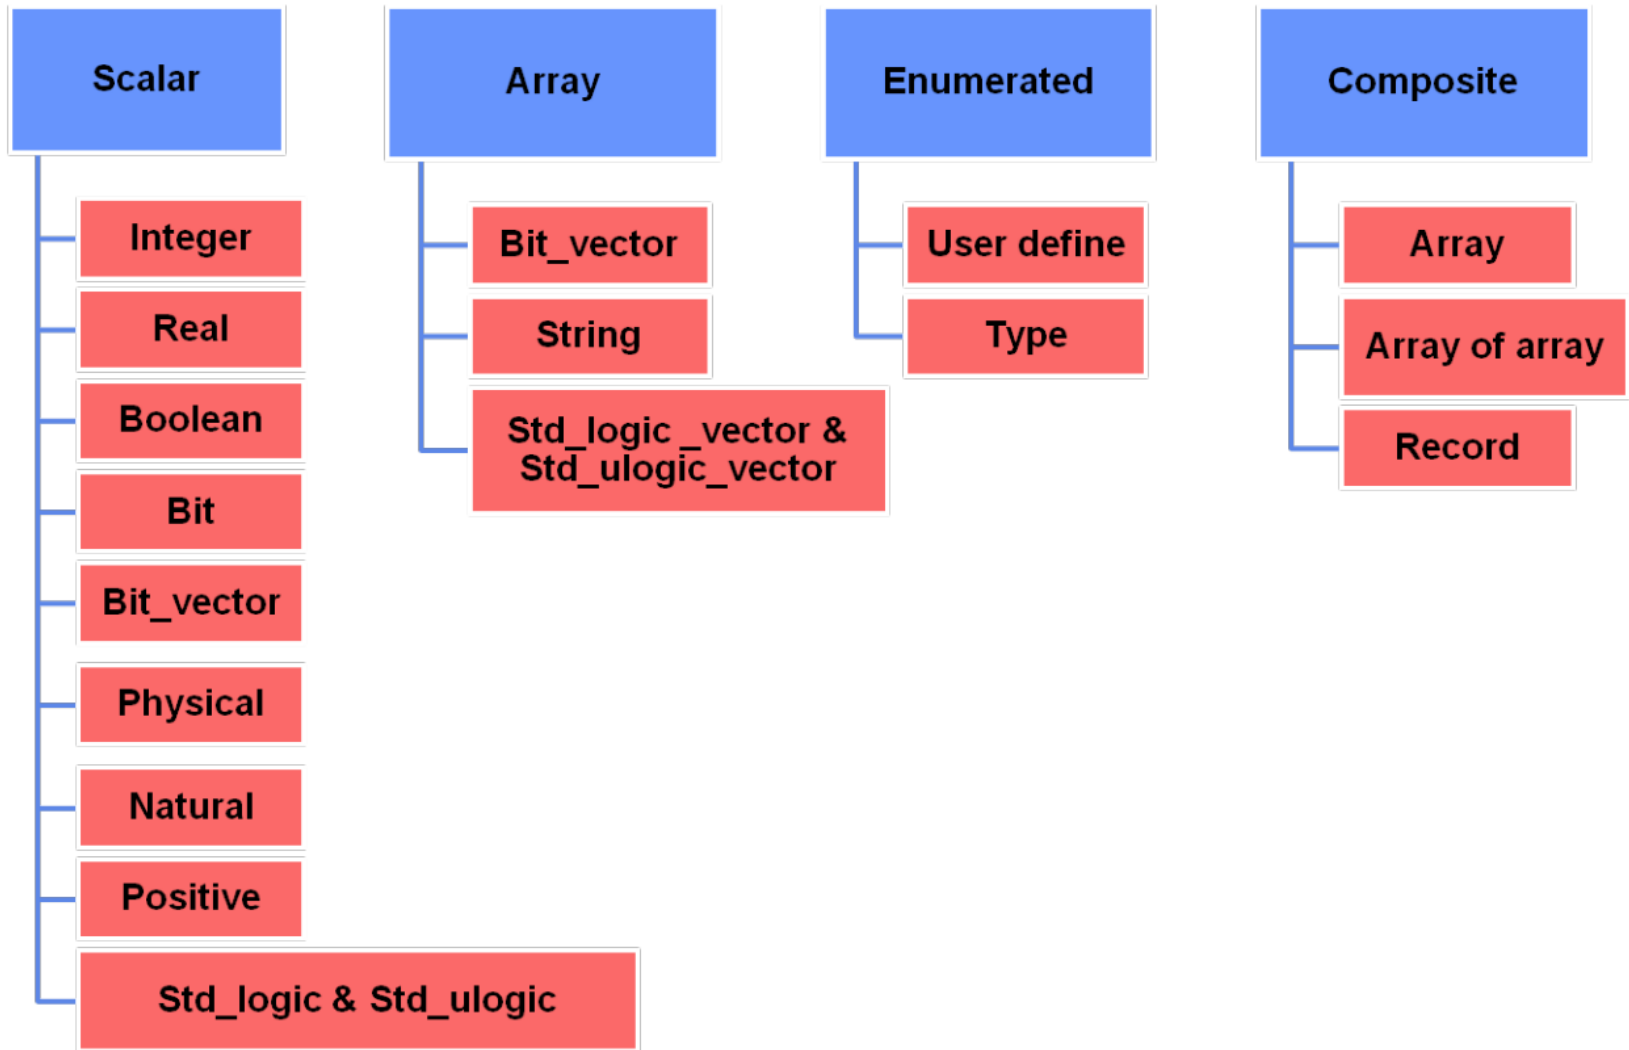 Scalar
Integer
Real
Boolean
Bit
Bit_vector
Physical
Natural
Positive
Std_logic & Std_ulogic
Array
Bit_vector
String
Std_logic _vector &
Std_ulogic_vector
Enumerated
User define
Type
Composite
Array
Array of array
Record